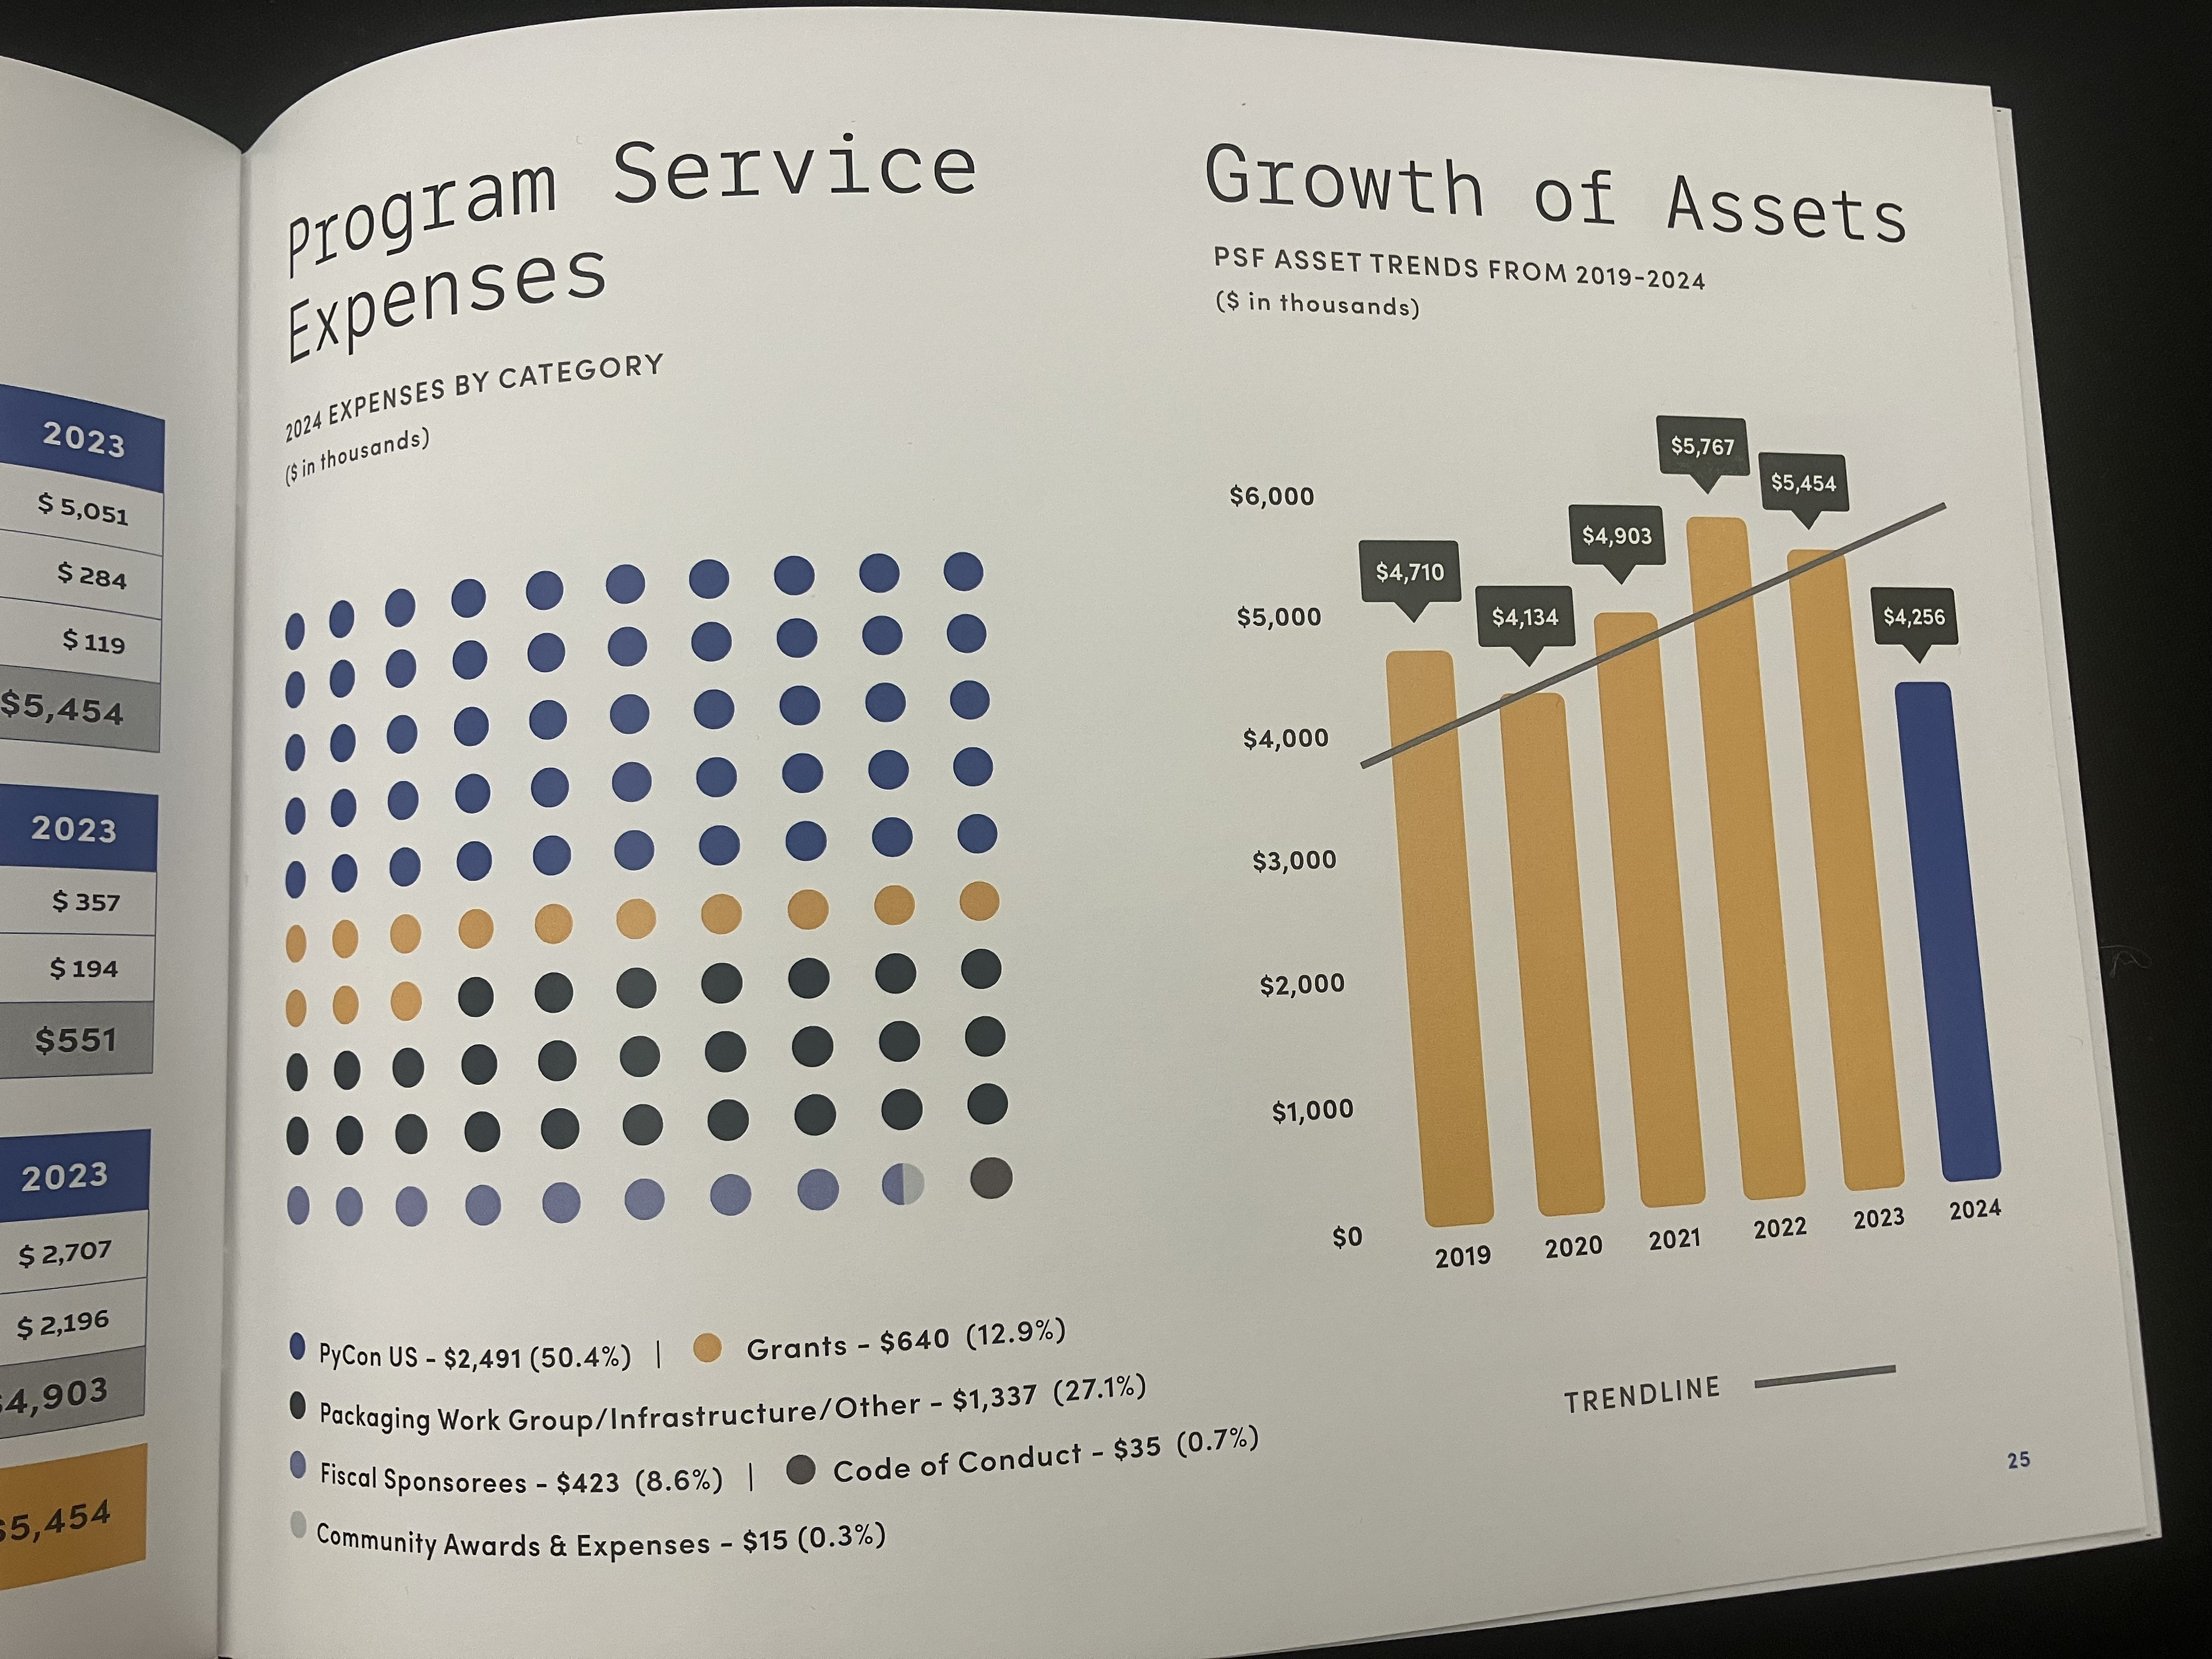 2023
$ 5,051
$ 284
$ 119
$5,454
2023
$ 357
$ 194
$551
2023
$ 2,707
$ 2,196
4,903
$5,454
Program Service
Expenses
2024 EXPENSES BY CATEGORY
($ in thousands)
PyCon US - $2,491 (50.4%) | Grants - $640 (12.9%)
Packaging Work Group/Infrastructure/Other - $1,337 (27.1%)
Fiscal Sponsorees - $423 (8.6%) | Code of Conduct - $35 (0.7%)
Community Awards & Expenses - $15 (0.3%)
Growth of Assets
PSF ASSET TRENDS FROM 2019-2024
($ in thousands)
$6,000
$5,000
$4,000
$3,000
$2,000
$1,000
$0
$4,710
$4,134
$4,903
$5,767
$5,454
$4,256
2019 2020 2021 2022 2023 2024
TRENDLINE
25